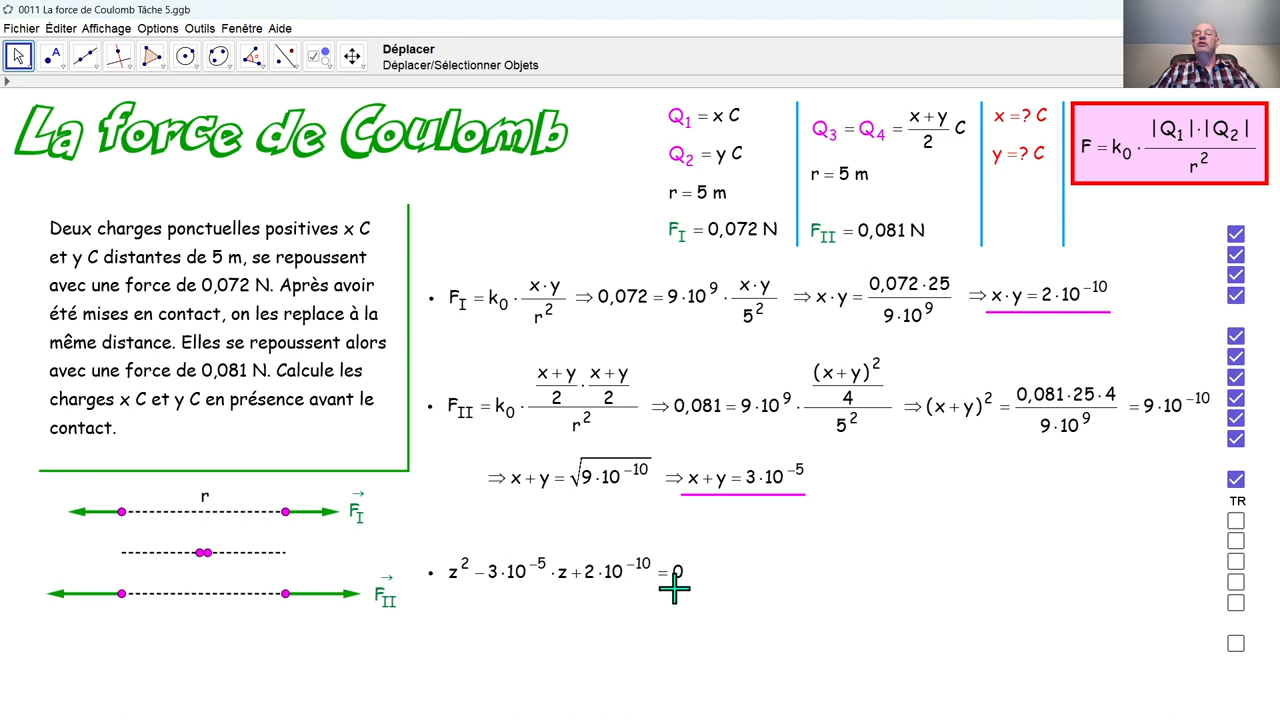 0011 La force de Coulomb Tâche 5.ggb
Fichier Éditer Affichage Options Outils Fenêtre Aide
A
Déplacer
Déplacer/Sélectionner Objets
La force de Coulomb
Q₁ = x C
Q₂ = y C
r = 5 m
F_I = 0,072 N
Q₃ = Q₄ = (x + y)/2 C
r = 5 m
F_II = 0,081 N
x = ? C
y = ? C
F = k₀ · (|Q₁|·|Q₂|)/r²
Deux charges ponctuelles positives x C
et y C distantes de 5 m, se repoussent
avec une force de 0,072 N. Après avoir
été mises en contact, on les replace à la
même distance. Elles se repoussent alors
avec une force de 0,081 N. Calcule les
charges x C et y C en présence avant le
contact.
• F_I = k₀ · (x · y)/r² ⇒ 0,072 = 9 · 10⁹ · (x · y)/5² ⇒ x · y = (0,072 · 25)/(9 · 10⁹) ⇒ x · y = 2 · 10⁻¹⁰
• F_II = k₀ · ((x + y)/2 · (x + y)/2)/r² ⇒ 0,081 = 9 · 10⁹ · ((x + y)²/4)/5² ⇒ (x + y)² = (0,081 · 25 · 4)/(9 · 10⁹) = 9 · 10⁻¹⁰
⇒ x + y = √(9 · 10⁻¹⁰) ⇒ x + y = 3 · 10⁻⁵
• z² − 3 · 10⁻⁵ · z + 2 · 10⁻¹⁰ = 0
r
F_I→
F_II→
TR